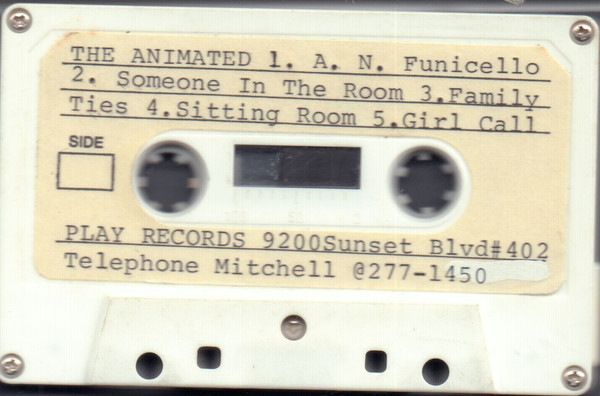 THE ANIMATED 1. A. N. Funicello
2. Someone In The Room 3.Family
Ties 4.Sitting Room 5.Girl Call
SIDE
PLAY RECORDS 9200Sunset Blvd#402
Telephone Mitchell @277-1450